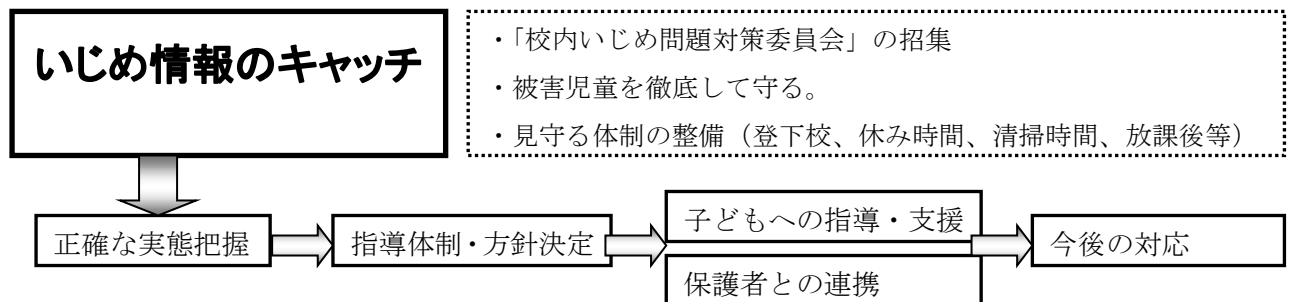 いじめ情報のキャッチ
・「校内いじめ問題対策委員会」の招集
・被害児童を徹底して守る。
・見守る体制の整備（登下校、休み時間、清掃時間、放課後等）
正確な実態把握
指導体制・方針決定
子どもへの指導・支援
保護者との連携
今後の対応